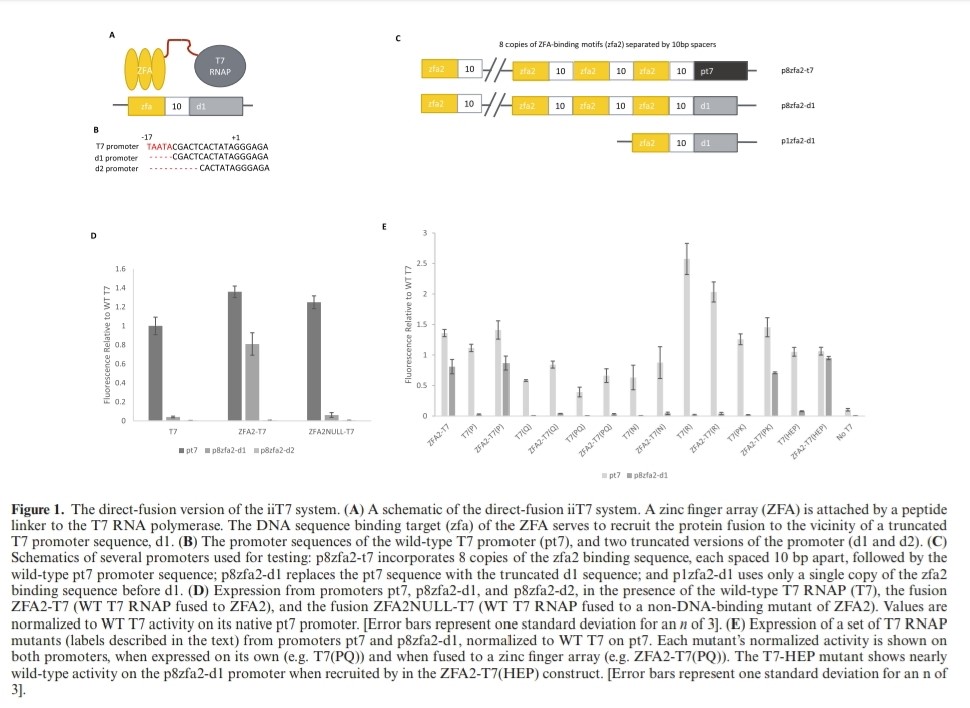 A
ZFA
T7
RNAP
zfa 10 d1
B
-17 +1
T7 promoter TAATACGACTCACTATAGGGAGA
d1 promoter -----CGACTCACTATAGGGAGA
d2 promoter ----------CACTATAGGGAGA
C
8 copies of ZFA-binding motifs (zfa2) separated by 10bp spacers
zfa2 10 zfa2 10 zfa2 10 zfa2 10 pt7 p8zfa2-t7
zfa2 10 zfa2 10 zfa2 10 zfa2 10 d1 p8zfa2-d1
zfa2 10 d1 p1zfa2-d1
D
Fluorescence Relative to WT T7
1.6
1.4
1.2
1
0.8
0.6
0.4
0.2
0
T7 ZFA2-T7 ZFA2NULL-T7
pt7 p8zfa2-d1 p8zfa2-d2
E
Fluorescence Relative to WT T7
3
2.5
2
1.5
1
0.5
0
ZFA2-T7
T7(P)
ZFA2-T7(P)
T7(Q)
ZFA2-T7(Q)
T7(PQ)
ZFA2-T7(PQ)
T7(N)
ZFA2-T7(N)
T7(R)
ZFA2-T7(R)
T7(PK)
ZFA2-T7(PK)
T7(HEP)
ZFA2-T7(HEP)
No T7
pt7 p8zfa2-d1
Figure 1. The direct-fusion version of the iiT7 system. (A) A schematic of the direct-fusion iiT7 system. A zinc finger array (ZFA) is attached by a peptide
linker to the T7 RNA polymerase. The DNA sequence binding target (zfa) of the ZFA serves to recruit the protein fusion to the vicinity of a truncated
T7 promoter sequence, d1. (B) The promoter sequences of the wild-type T7 promoter (pt7), and two truncated versions of the promoter (d1 and d2). (C)
Schematics of several promoters used for testing: p8zfa2-t7 incorporates 8 copies of the zfa2 binding sequence, each spaced 10 bp apart, followed by the
wild-type pt7 promoter sequence; p8zfa2-d1 replaces the pt7 sequence with the truncated d1 sequence; and p1zfa2-d1 uses only a single copy of the zfa2
binding sequence before d1. (D) Expression from promoters pt7, p8zfa2-d1, and p8zfa2-d2, in the presence of the wild-type T7 RNAP (T7), the fusion
ZFA2-T7 (WT T7 RNAP fused to ZFA2), and the fusion ZFA2NULL-T7 (WT T7 RNAP fused to a non-DNA-binding mutant of ZFA2). Values are
normalized to WT T7 activity on its native pt7 promoter. [Error bars represent one standard deviation for an n of 3]. (E) Expression of a set of T7 RNAP
mutants (labels described in the text) from promoters pt7 and p8zfa2-d1, normalized to WT T7 on pt7. Each mutant's normalized activity is shown on
both promoters, when expressed on its own (e.g. T7(PQ)) and when fused to a zinc finger array (e.g. ZFA2-T7(PQ)). The T7-HEP mutant shows nearly
wild-type activity on the p8zfa2-d1 promoter when recruited by in the ZFA2-T7(HEP) construct. [Error bars represent one standard deviation for an n of
3].